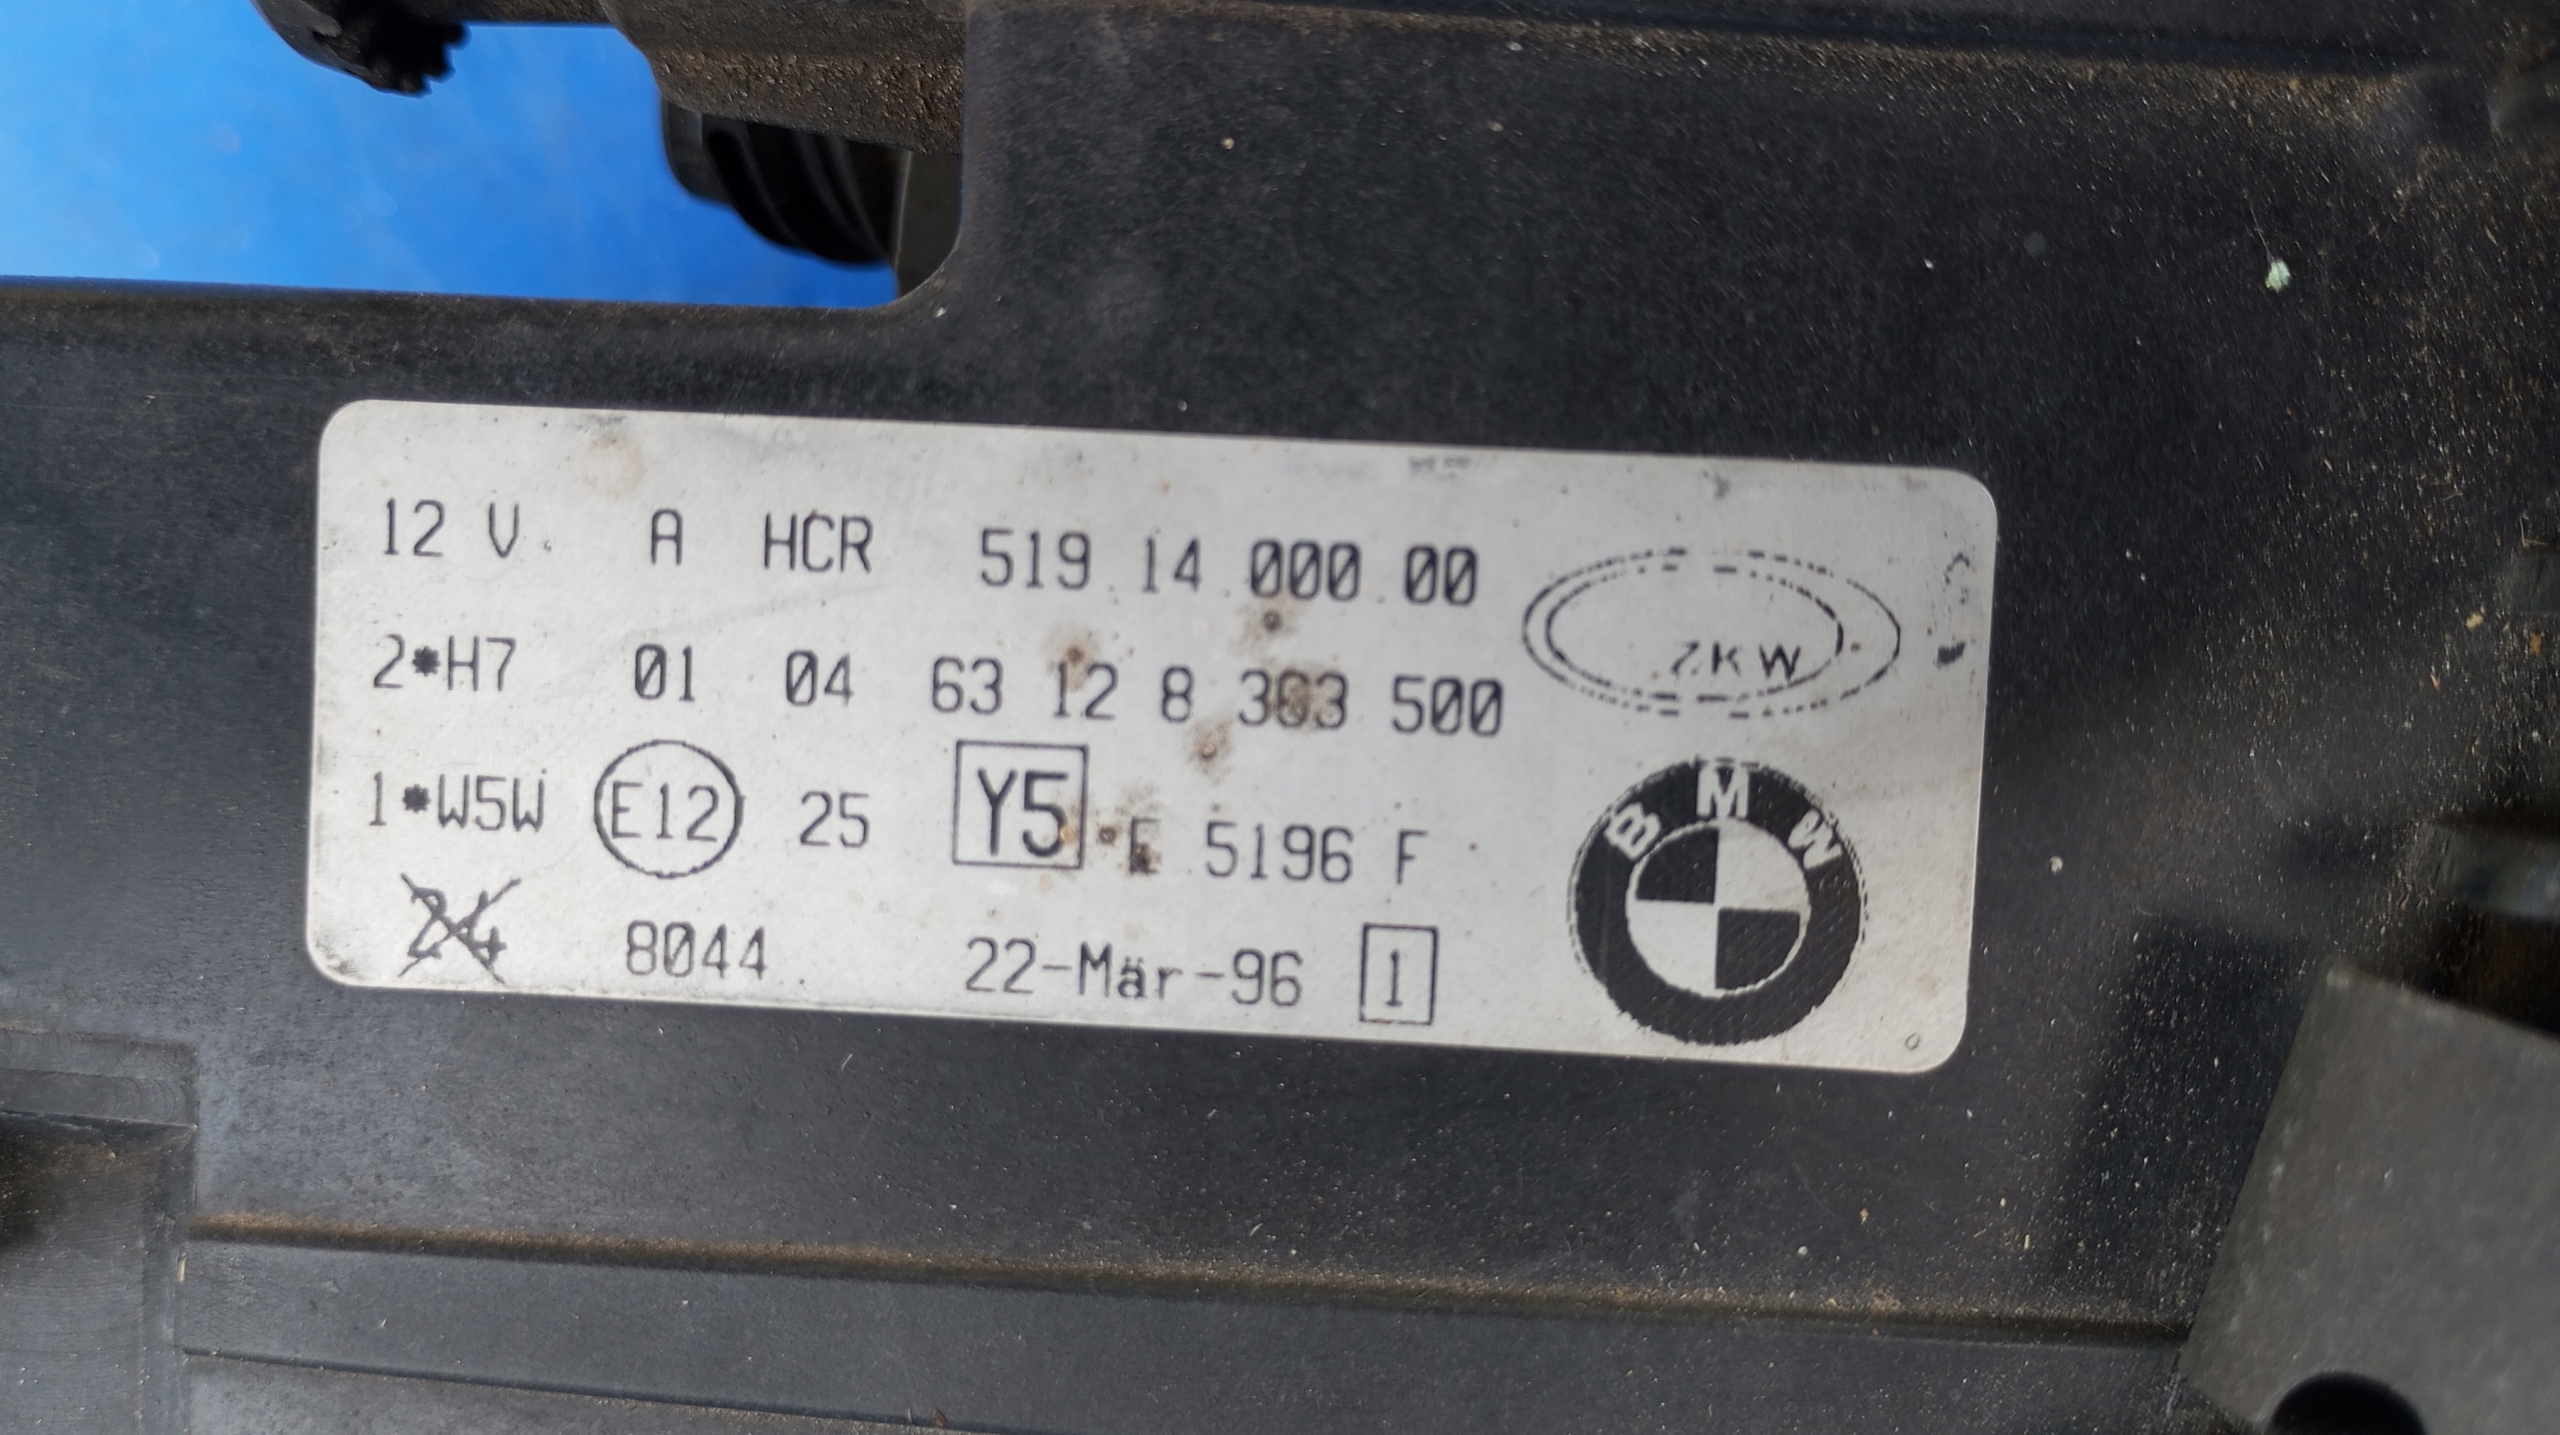 12 V A HCR 519 14 000 00
ZKW
2*H7 01 04 63 12 8 363 500
1*W5W E12 25 Y5 E 5196 F
BMW
24 8044 22-Mär-96 1